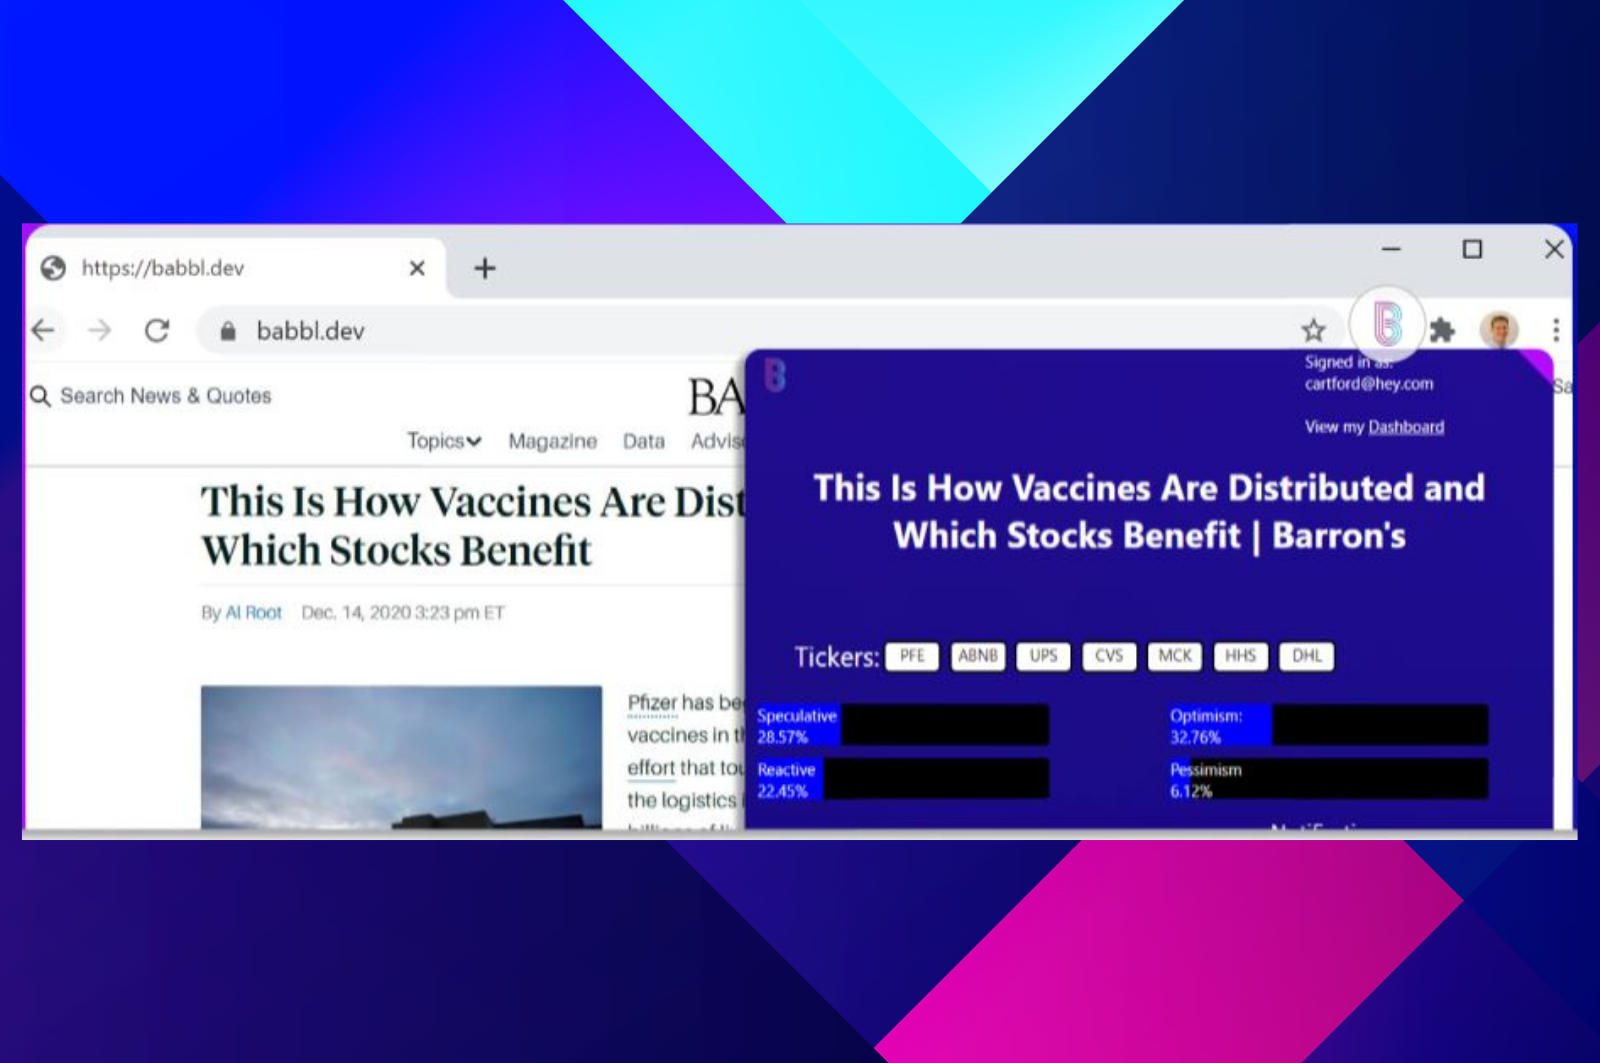 https://babbl.dev
babbl.dev
Search News & Quotes
BA
Topics Magazine Data
This Is How Vaccines Are Dist
Which Stocks Benefit
By Al Root Dec. 14, 2020 3:23 pm ET
Pfizer has be
vaccines in th
effort that tou
the logistics
Signed in as:
cartford@hey.com
View my Dashboard
This Is How Vaccines Are Distributed and
Which Stocks Benefit | Barron's
Tickers: PFE ABNB UPS CVS MCK HHS DHL
Speculative
28.57%
Reactive
22.45%
Optimism:
32.76%
Pessimism
6.12%